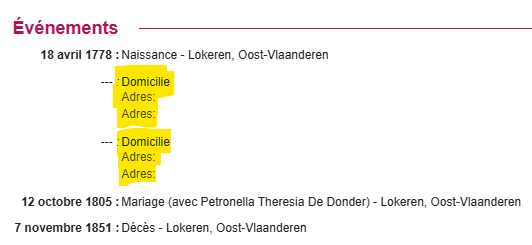 Événements
18 avril 1778 : Naissance - Lokeren, Oost-Vlaanderen
--- : Domicilie
Adres:
Adres:
--- : Domicilie
Adres:
Adres:
12 octobre 1805 : Mariage (avec Petronella Theresia De Donder) - Lokeren, Oost-Vlaanderen
7 novembre 1851 : Décès - Lokeren, Oost-Vlaanderen